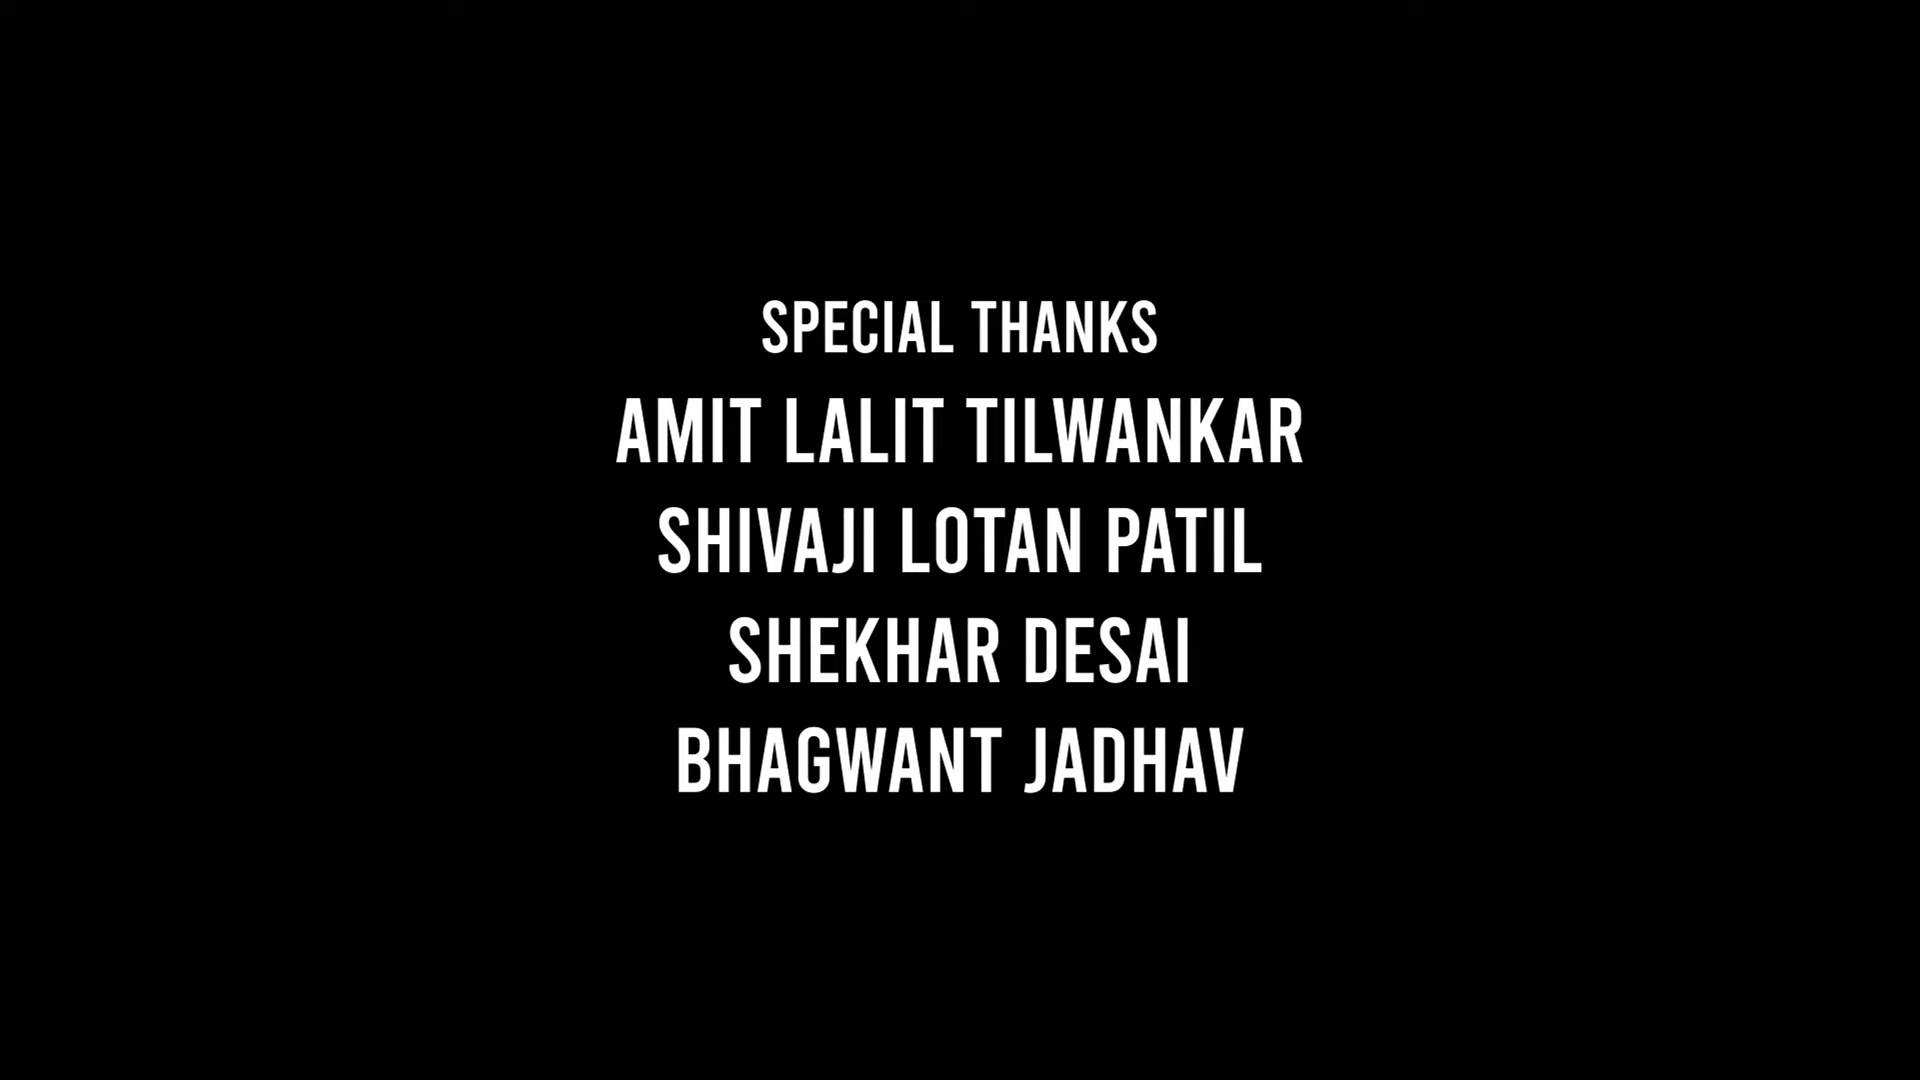 SPECIAL THANKS
AMIT LALIT TILWANKAR
SHIVAJI LOTAN PATIL
SHEKHAR DESAI
BHAGWANT JADHAV